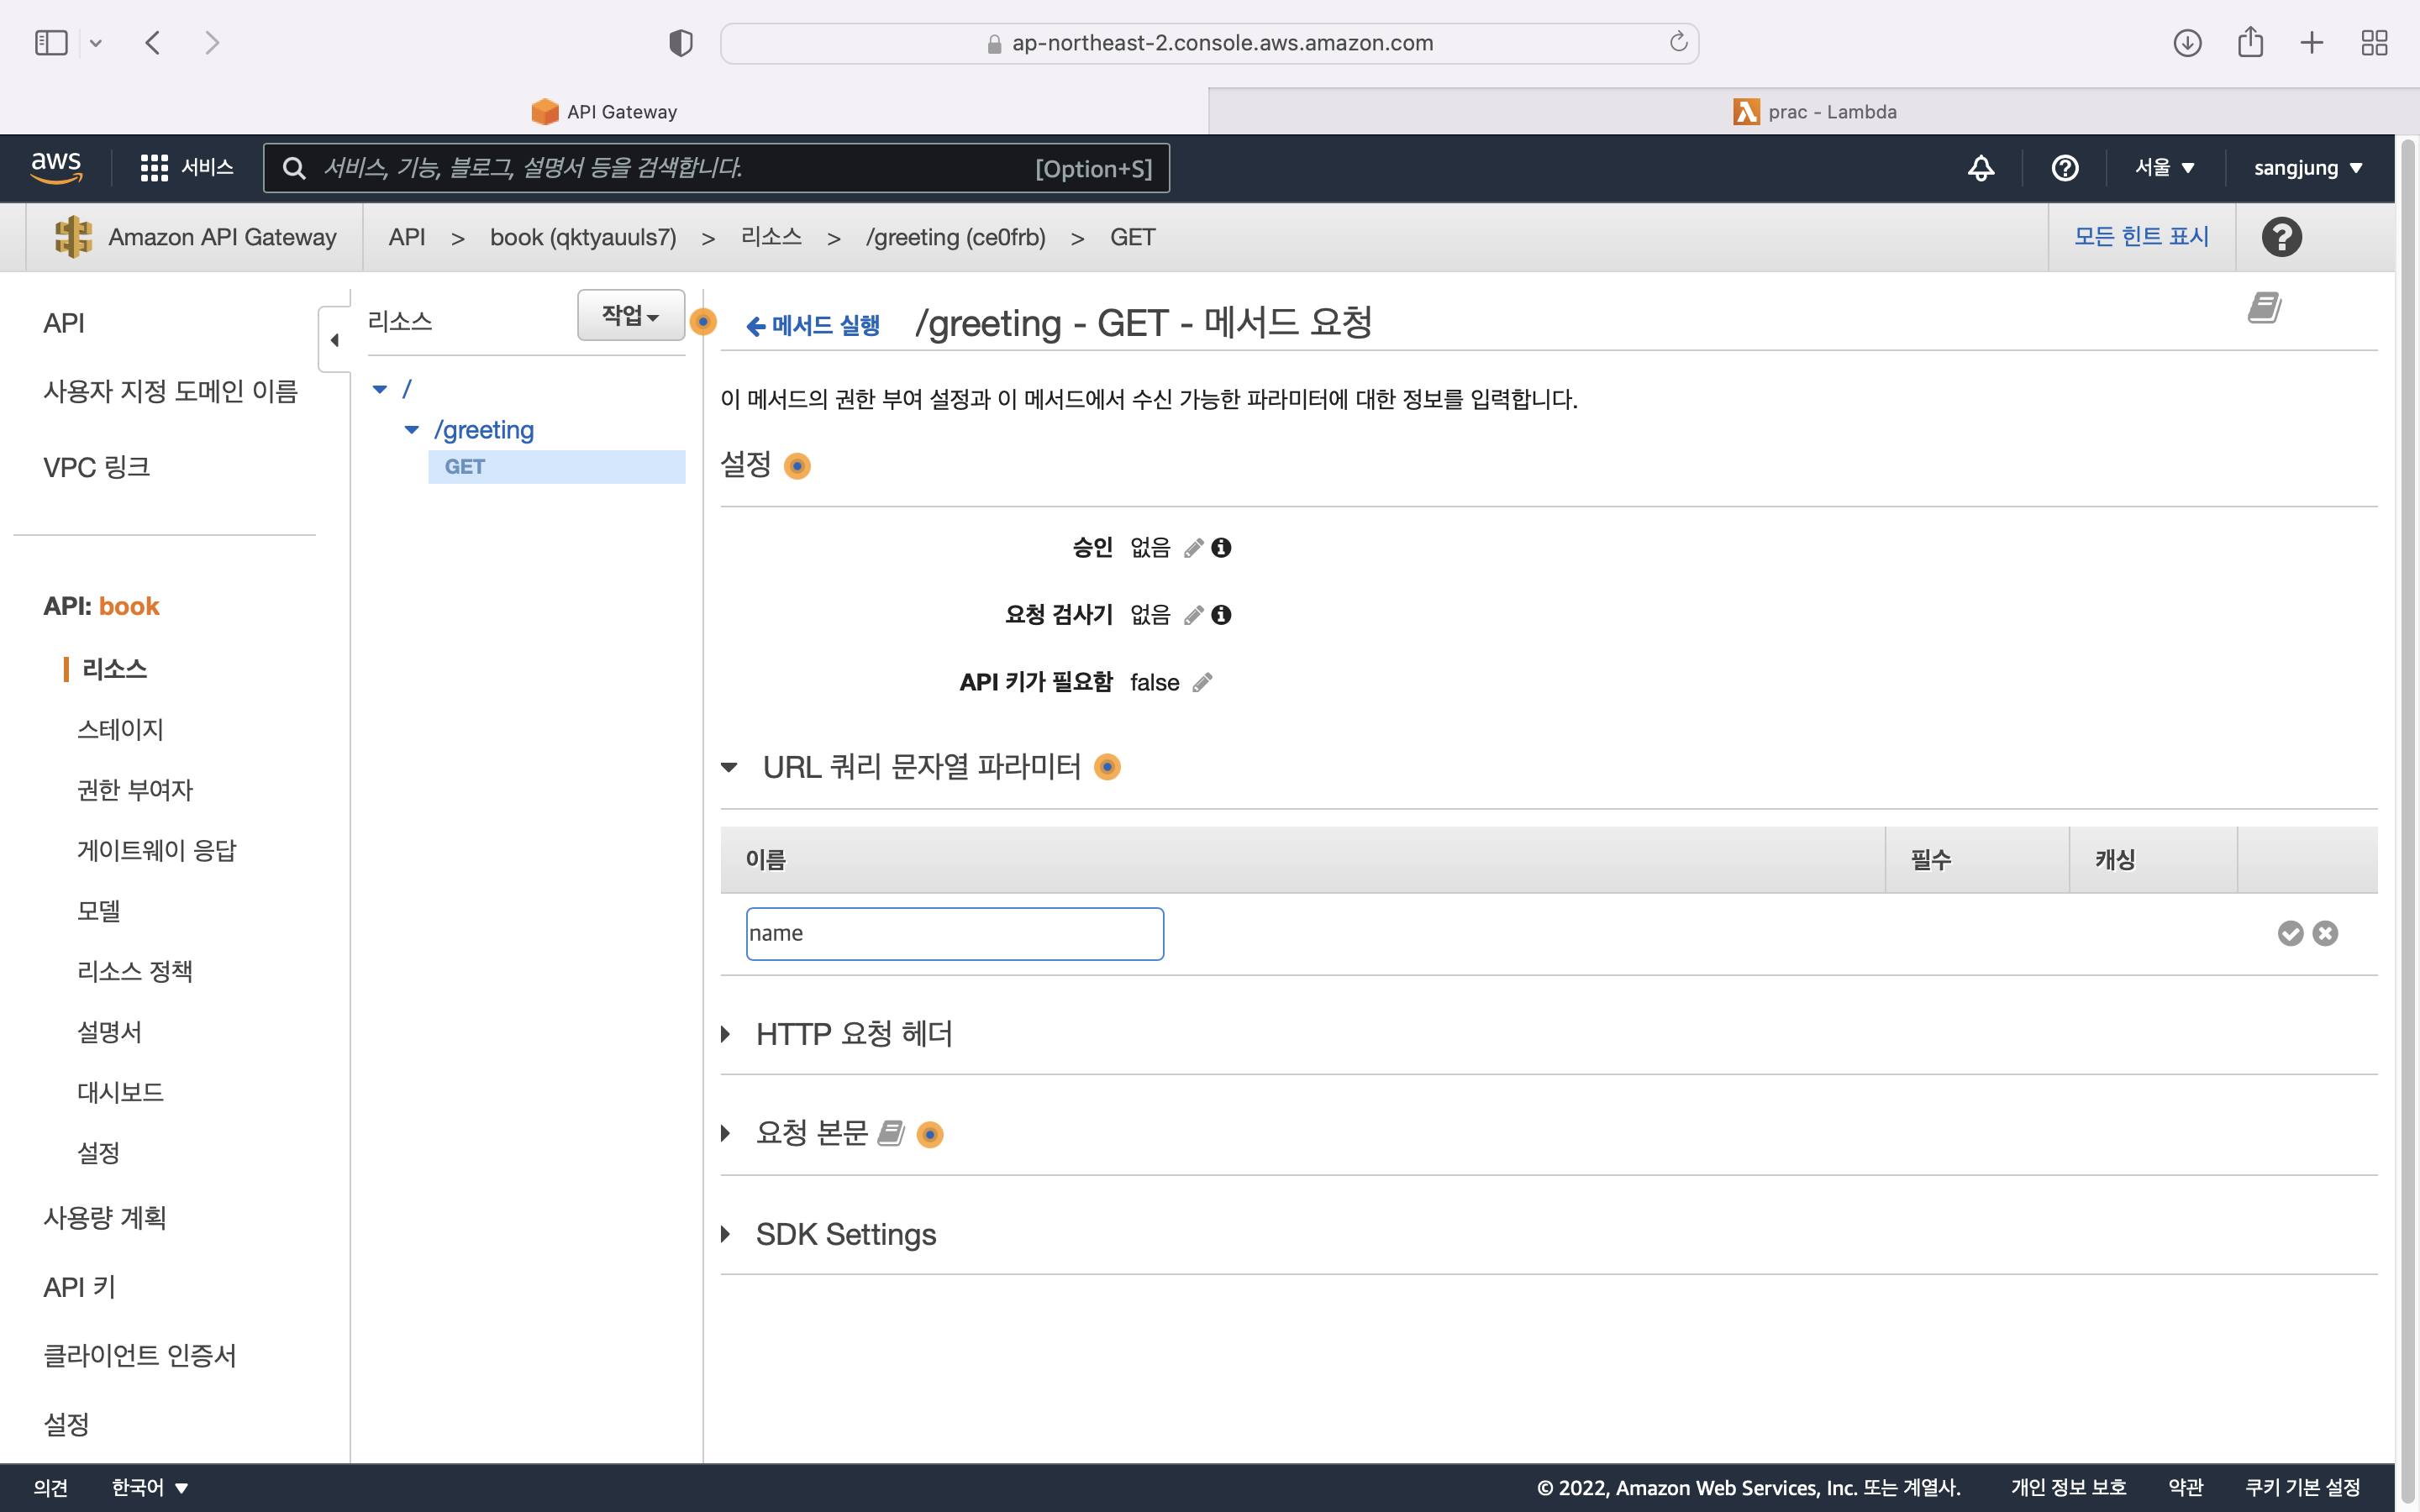 ap-northeast-2.console.aws.amazon.com
API Gateway
prac - Lambda
aws
서비스
서비스, 기능, 블로그, 설명서 등을 검색합니다.
[Option+S]
서울
sangjung
Amazon API Gateway
API > book (qktyauuls7) > 리소스 > /greeting (ce0frb) > GET
모든 힌트 표시
API
사용자 지정 도메인 이름
VPC 링크
API: book
리소스
스테이지
권한 부여자
게이트웨이 응답
모델
리소스 정책
설명서
대시보드
설정
사용량 계획
API 키
클라이언트 인증서
설정
리소스
작업
/
/greeting
GET
메서드 실행
/greeting - GET - 메서드 요청
이 메서드의 권한 부여 설정과 이 메서드에서 수신 가능한 파라미터에 대한 정보를 입력합니다.
설정
승인 없음
요청 검사기 없음
API 키가 필요함 false
URL 쿼리 문자열 파라미터
이름 필수 캐싱
name
HTTP 요청 헤더
요청 본문
SDK Settings
의견
한국어
© 2022, Amazon Web Services, Inc. 또는 계열사.
개인 정보 보호
약관
쿠키 기본 설정